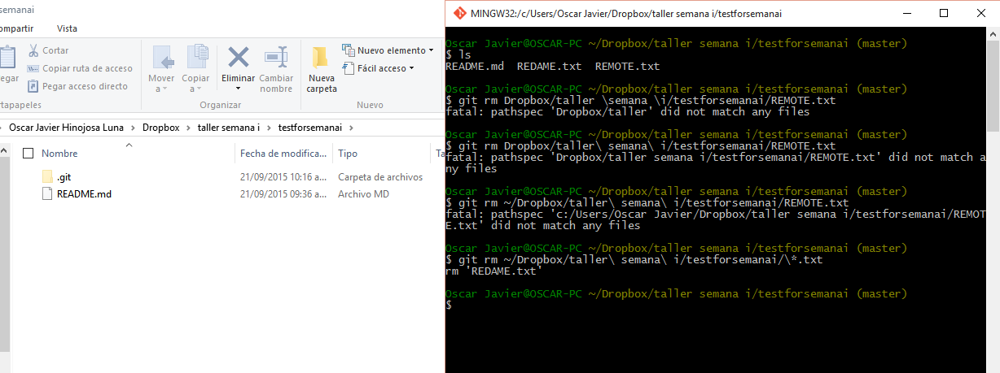 semanai
ompartir
Vista
egar
Cortar
Copiar ruta de acceso
Pegar acceso directo
rtapapeles
Mover a
Copiar a
Eliminar
Cambiar nombre
Organizar
Nueva carpeta
Nuevo elemento
Fácil acceso
Nuevo
Oscar Javier Hinojosa Luna > Dropbox > taller semana i > testforsemanai >
Nombre Fecha de modifica... Tipo Ta
.git 21/09/2015 10:16 a... Carpeta de archivos
README.md 21/09/2015 09:36 a... Archivo MD
MINGW32:/c/Users/Oscar Javier/Dropbox/taller semana i/testforsemanai
Oscar Javier@OSCAR-PC ~/Dropbox/taller semana i/testforsemanai (master)
$ ls
README.md  REDAME.txt  REMOTE.txt
Oscar Javier@OSCAR-PC ~/Dropbox/taller semana i/testforsemanai (master)
$ git rm Dropbox/taller \semana \i/testforsemanai/REMOTE.txt
fatal: pathspec 'Dropbox/taller' did not match any files
Oscar Javier@OSCAR-PC ~/Dropbox/taller semana i/testforsemanai (master)
$ git rm Dropbox/taller\ semana\ i/testforsemanai/REMOTE.txt
fatal: pathspec 'Dropbox/taller semana i/testforsemanai/REMOTE.txt' did not match a
ny files
Oscar Javier@OSCAR-PC ~/Dropbox/taller semana i/testforsemanai (master)
$ git rm ~/Dropbox/taller\ semana\ i/testforsemanai/REMOTE.txt
fatal: pathspec 'c:/Users/Oscar Javier/Dropbox/taller semana i/testforsemanai/REMOT
E.txt' did not match any files
Oscar Javier@OSCAR-PC ~/Dropbox/taller semana i/testforsemanai (master)
$ git rm ~/Dropbox/taller\ semana\ i/testforsemanai/\*.txt
rm 'REDAME.txt'
Oscar Javier@OSCAR-PC ~/Dropbox/taller semana i/testforsemanai (master)
$